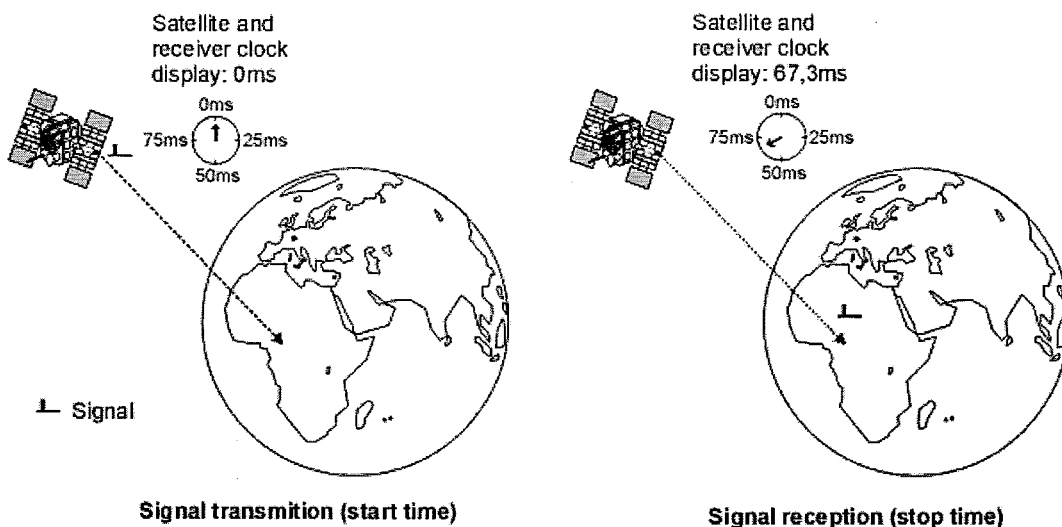 Satellite and
receiver clock
display: 0ms
0ms
75ms
25ms
50ms
Signal
Signal transmition (start time)
Satellite and
receiver clock
display: 67,3ms
0ms
75ms
25ms
50ms
Signal reception (stop time)